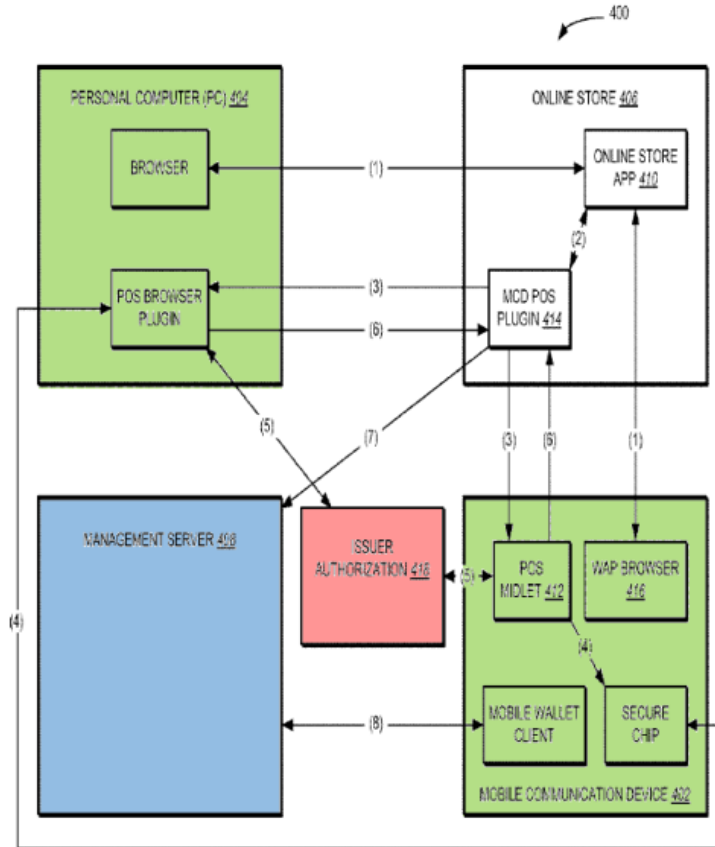 400
PERSONAL COMPUTER (PC) 404
ONLINE STORE 406
BROWSER
(1)
ONLINE STORE
APP 410
(2)
POS BROWSER
PLUGIN
(3)
(6)
MCD POS
PLUGIN 414
(5)
(7)
(3)
(6)
(1)
MANAGEMENT SERVER 408
ISSUER
AUTHORIZATION 418
(5)
POS
MIDLET 412
WAP BROWSER
416
(4)
(4)
(8)
MOBILE WALLET
CLIENT
SECURE
CHIP
MOBILE COMMUNICATION DEVICE 402